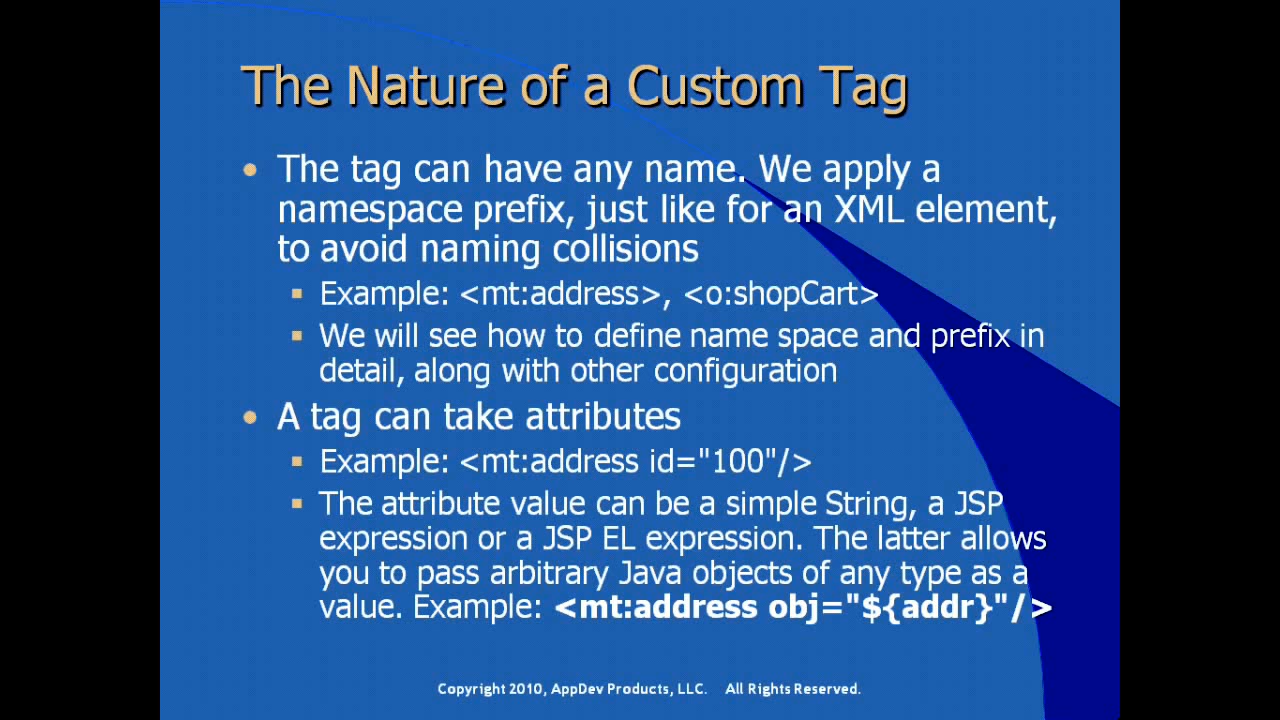 The Nature of a Custom Tag
• The tag can have any name. We apply a
namespace prefix, just like for an XML element,
to avoid naming collisions
▪ Example: <mt:address>, <o:shopCart>
▪ We will see how to define name space and prefix in
detail, along with other configuration
• A tag can take attributes
▪ Example: <mt:address id="100"/>
▪ The attribute value can be a simple String, a JSP
expression or a JSP EL expression. The latter allows
you to pass arbitrary Java objects of any type as a
value. Example: <mt:address obj="${addr}"/>
Copyright 2010, AppDev Products, LLC. All Rights Reserved.